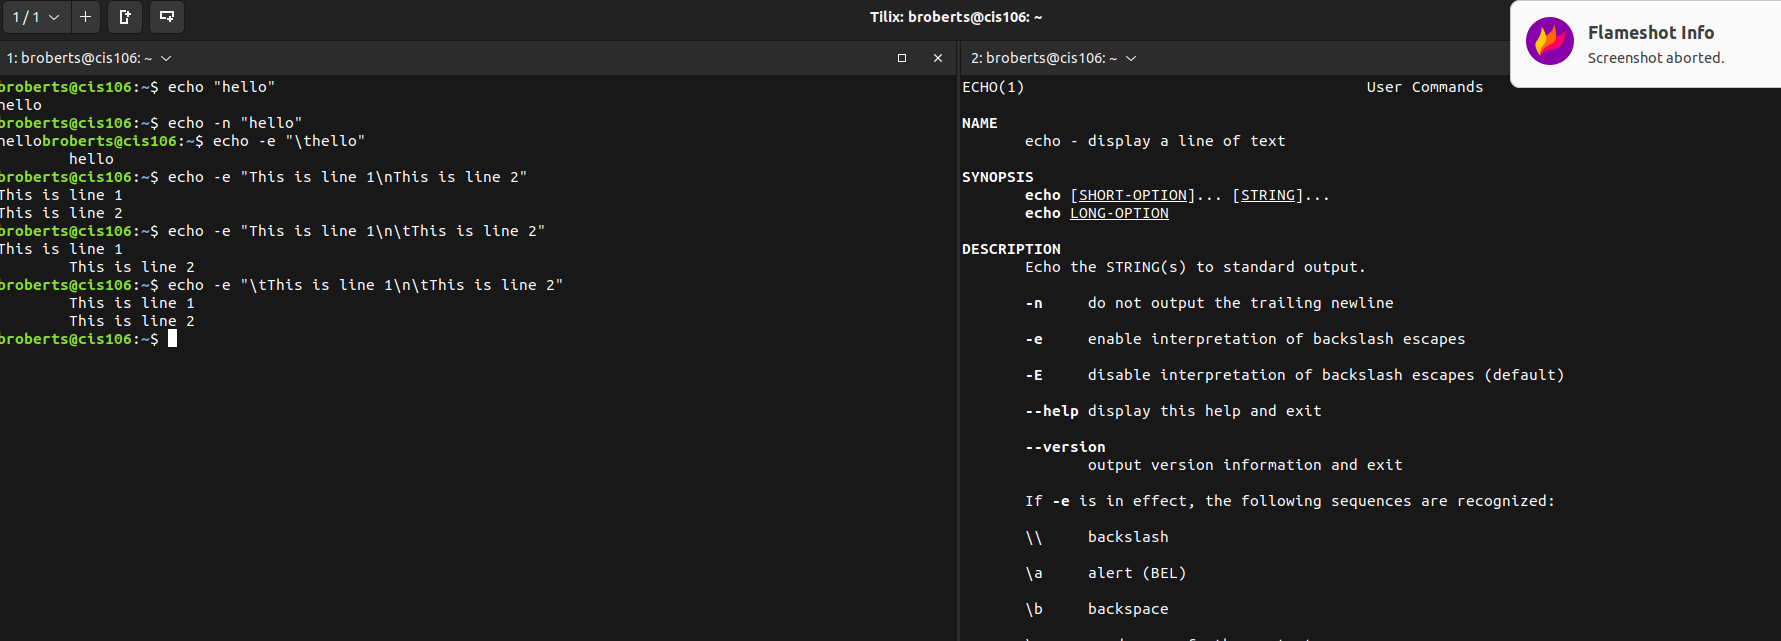 1 / 1
Tilix: broberts@cis106: ~
Flameshot Info
Screenshot aborted.
1: broberts@cis106: ~
broberts@cis106:~$ echo "hello"
hello
broberts@cis106:~$ echo -n "hello"
hellobroberts@cis106:~$ echo -e "\thello"
        hello
broberts@cis106:~$ echo -e "This is line 1\nThis is line 2"
This is line 1
This is line 2
broberts@cis106:~$ echo -e "This is line 1\n\tThis is line 2"
This is line 1
        This is line 2
broberts@cis106:~$ echo -e "\tThis is line 1\n\tThis is line 2"
        This is line 1
        This is line 2
broberts@cis106:~$
2: broberts@cis106: ~
ECHO(1) User Commands
NAME
echo - display a line of text
SYNOPSIS
echo [SHORT-OPTION]... [STRING]...
echo LONG-OPTION
DESCRIPTION
Echo the STRING(s) to standard output.
-n do not output the trailing newline
-e enable interpretation of backslash escapes
-E disable interpretation of backslash escapes (default)
--help display this help and exit
--version
output version information and exit
If -e is in effect, the following sequences are recognized:
\\ backslash
\a alert (BEL)
\b backspace